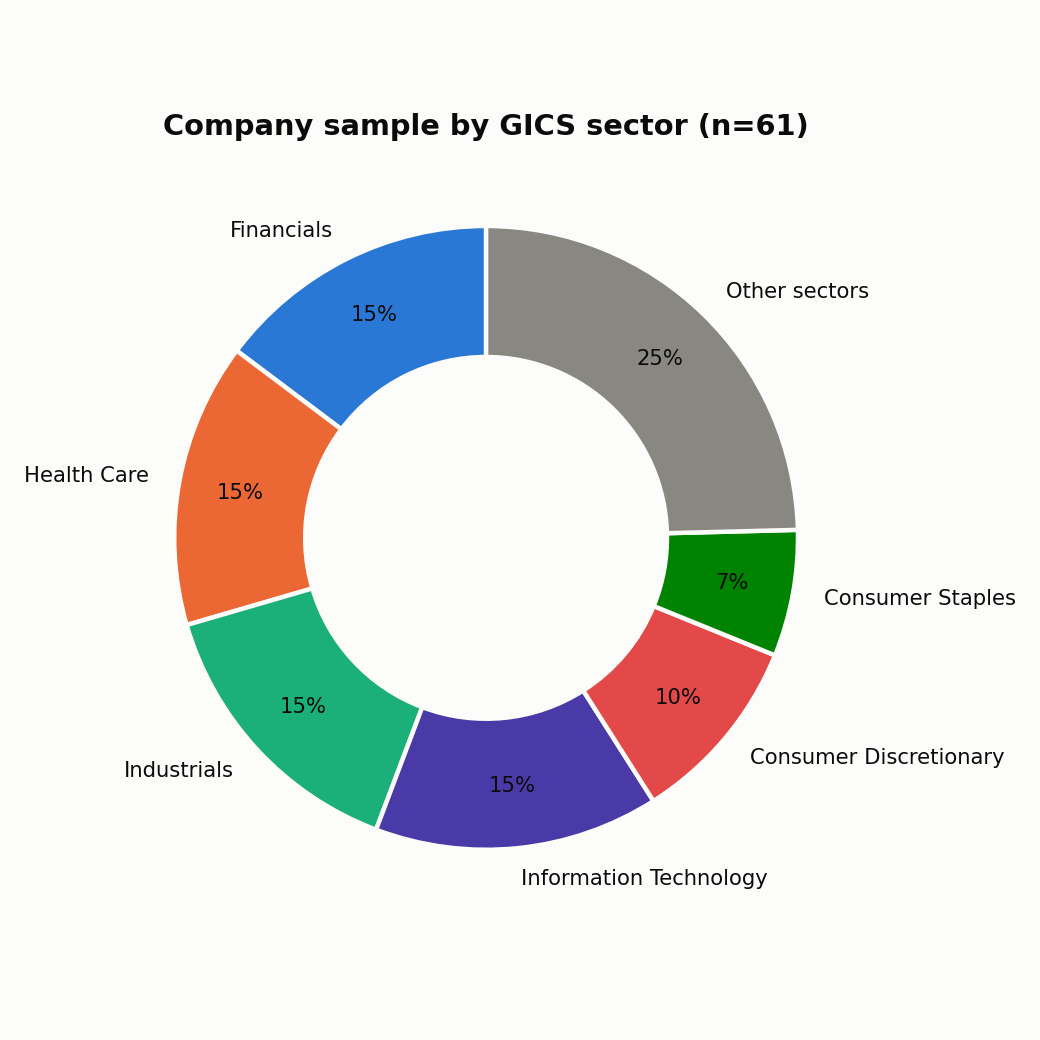 Company sample by GICS sector (n=61)
Financials
15%
Health Care
15%
Industrials
15%
Information Technology
15%
Consumer Discretionary
10%
Consumer Staples
7%
Other sectors
25%